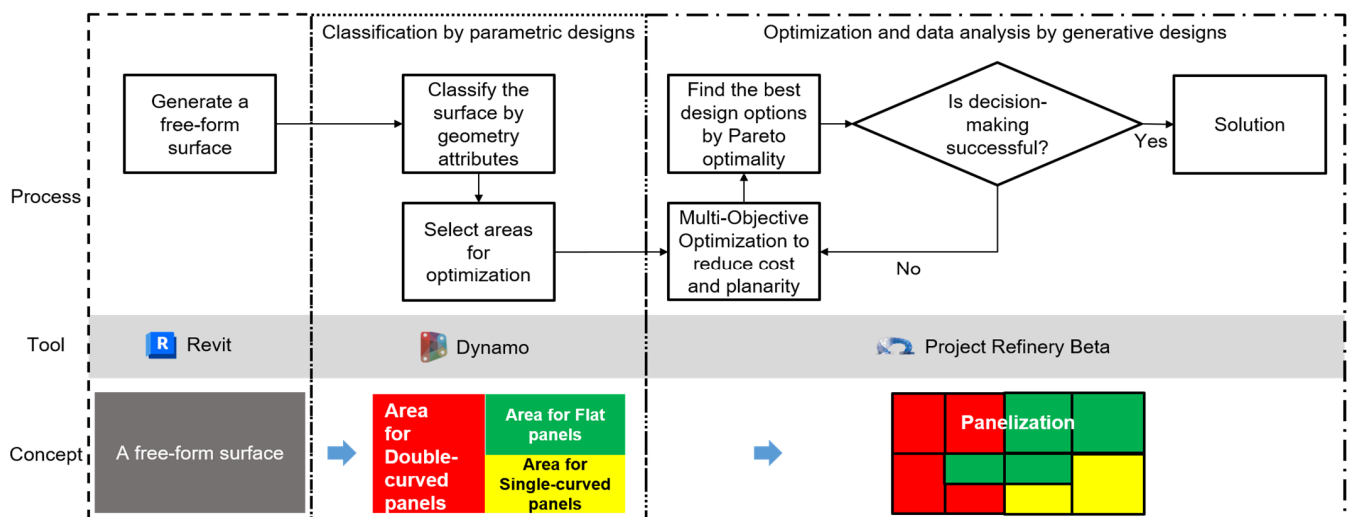 Classification by parametric designs
Optimization and data analysis by generative designs
Process
Generate a
free-form
surface
Classify the
surface by
geometry
attributes
Select areas
for
optimization
Find the best
design options
by Pareto
optimality
Multi-Objective
Optimization to
reduce cost
and planarity
Is decision-
making
successful?
Yes
No
Solution
Tool
R Revit
Dynamo
Project Refinery Beta
Concept
A free-form surface
Area
for
Double-
curved
panels
Area for Flat
panels
Area for
Single-curved
panels
Panelization